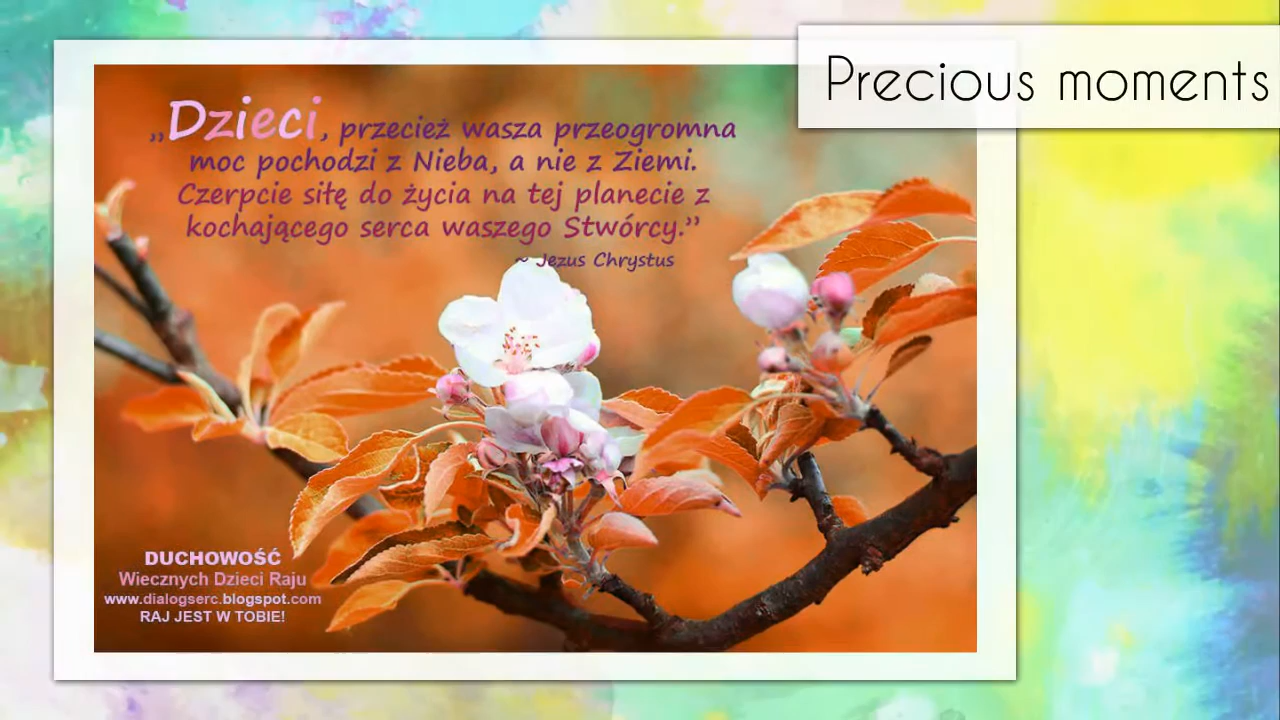 Precious moments
„Dzieci, przecież wasza przeogromna
moc pochodzi z Nieba, a nie z Ziemi.
Czerpcie siłę do życia na tej planecie z
kochającego serca waszego Stwórcy.”
~ Jezus Chrystus
DUCHOWOŚĆ
Wiecznych Dzieci Raju
www.dialogserc.blogspot.com
RAJ JEST W TOBIE!